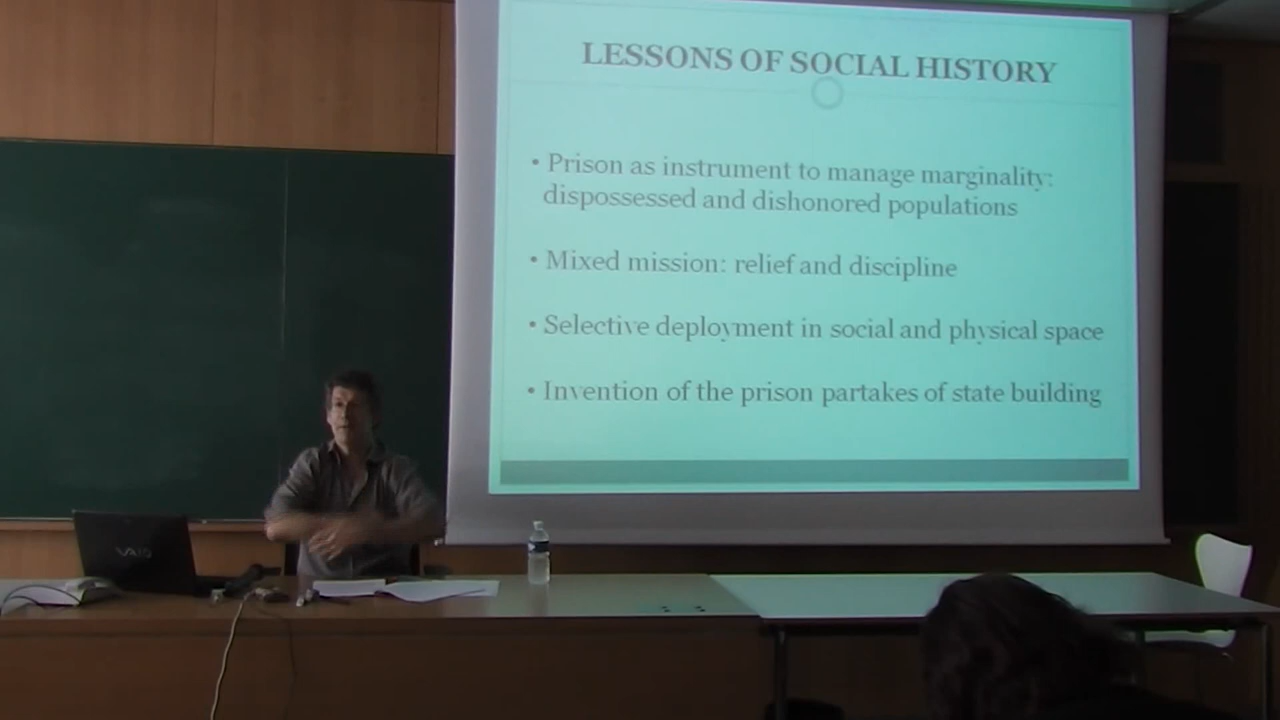 LESSONS OF SOCIAL HISTORY
• Prison as instrument to manage marginality:
dispossessed and dishonored populations
• Mixed mission: relief and discipline
• Selective deployment in social and physical space
• Invention of the prison partakes of state building
VAIO